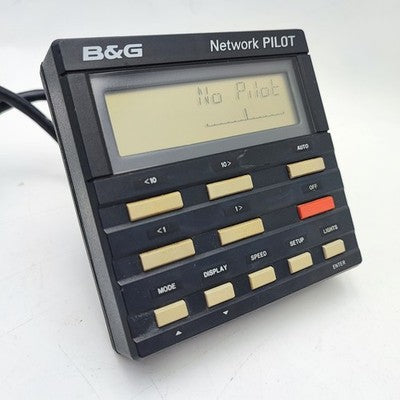 B&G Network PILOT
No Pilot
<10 10> AUTO
<1 1> OFF
MODE DISPLAY SPEED SETUP LIGHTS
ENTER